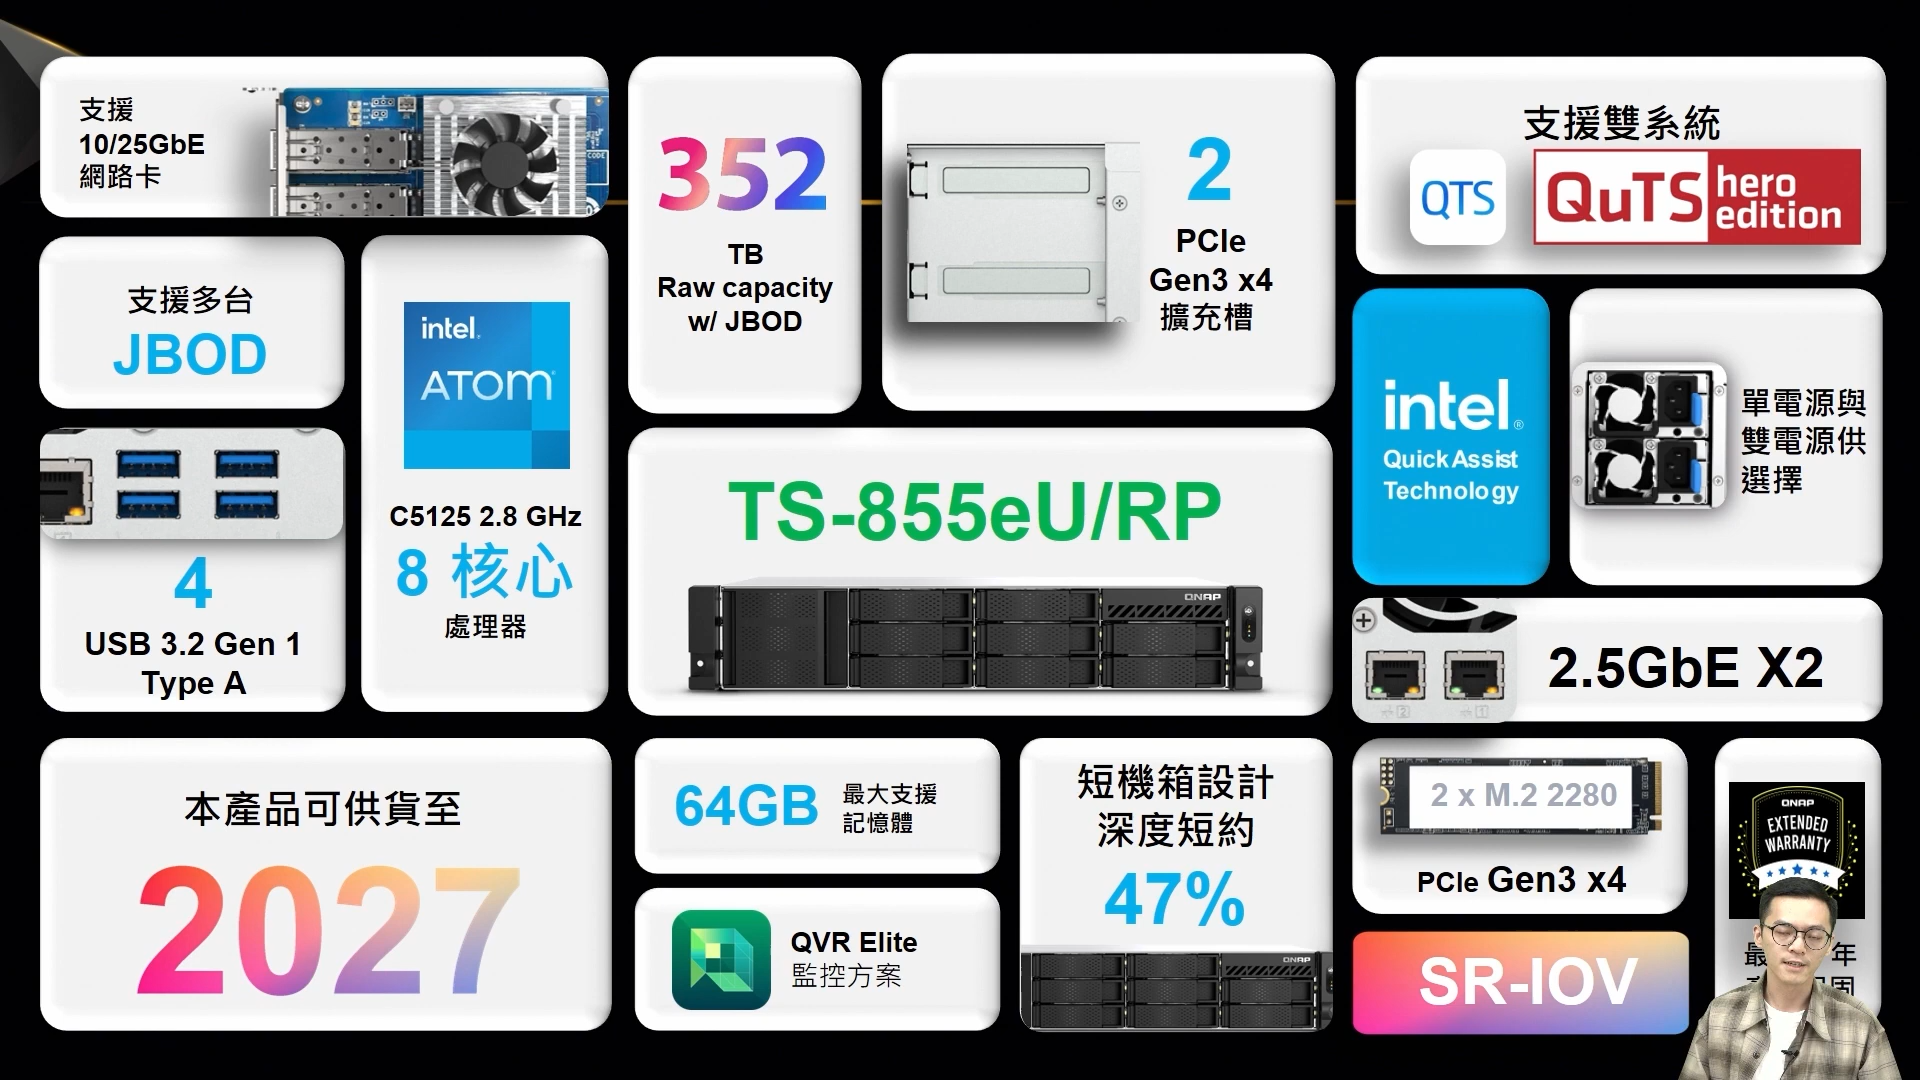 支援
10/25GbE
網路卡
352
TB
Raw capacity
w/ JBOD
2
PCIe
Gen3 x4
擴充槽
支援雙系統
QTS
QuTS hero edition
支援多台
JBOD
intel
ATOM
C5125 2.8 GHz
8 核心
處理器
4
USB 3.2 Gen 1
Type A
TS-855eU/RP
QNAP
intel
QuickAssist
Technology
單電源與
雙電源供
選擇
2.5GbE X2
本產品可供貨至
2027
64GB
最大支援
記憶體
QVR Elite
監控方案
短機箱設計
深度短約
47%
QNAP
2 x M.2 2280
PCIe Gen3 x4
SR-IOV
QNAP
EXTENDED
WARRANTY
年